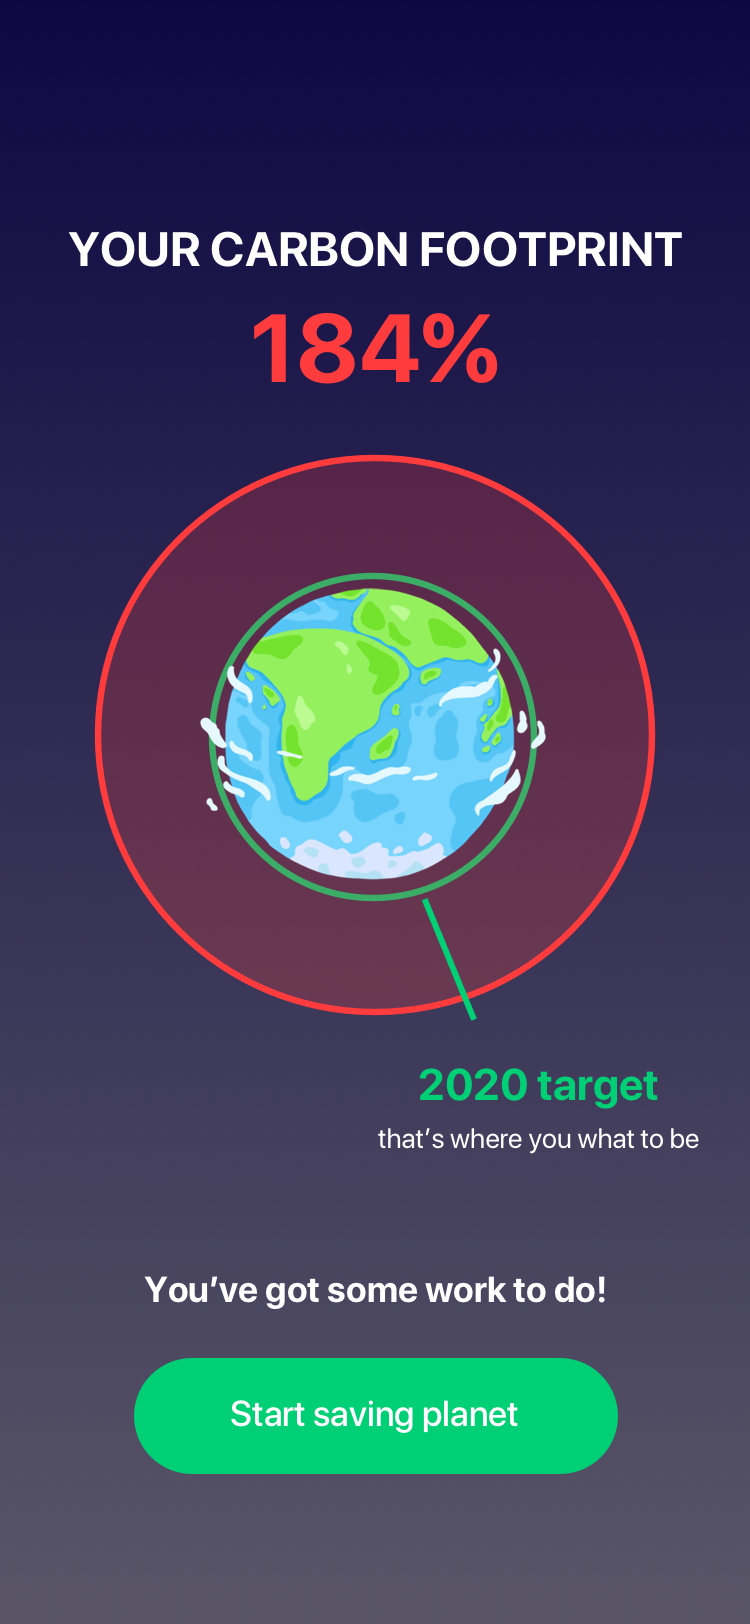 YOUR CARBON FOOTPRINT
184%
2020 target
that’s where you what to be
You’ve got some work to do!
Start saving planet